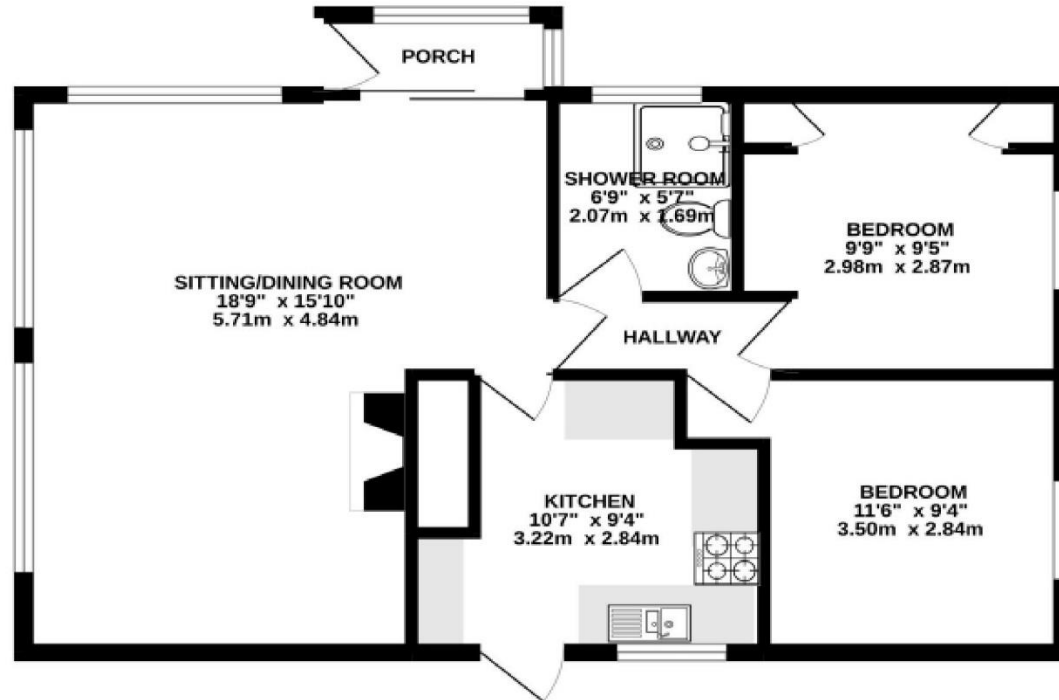 PORCH
SHOWER ROOM
6'9" x 5'7"
2.07m x 1.69m
BEDROOM
9'9" x 9'5"
2.98m x 2.87m
SITTING/DINING ROOM
18'9" x 15'10"
5.71m x 4.84m
HALLWAY
KITCHEN
10'7" x 9'4"
3.22m x 2.84m
BEDROOM
11'6" x 9'4"
3.50m x 2.84m